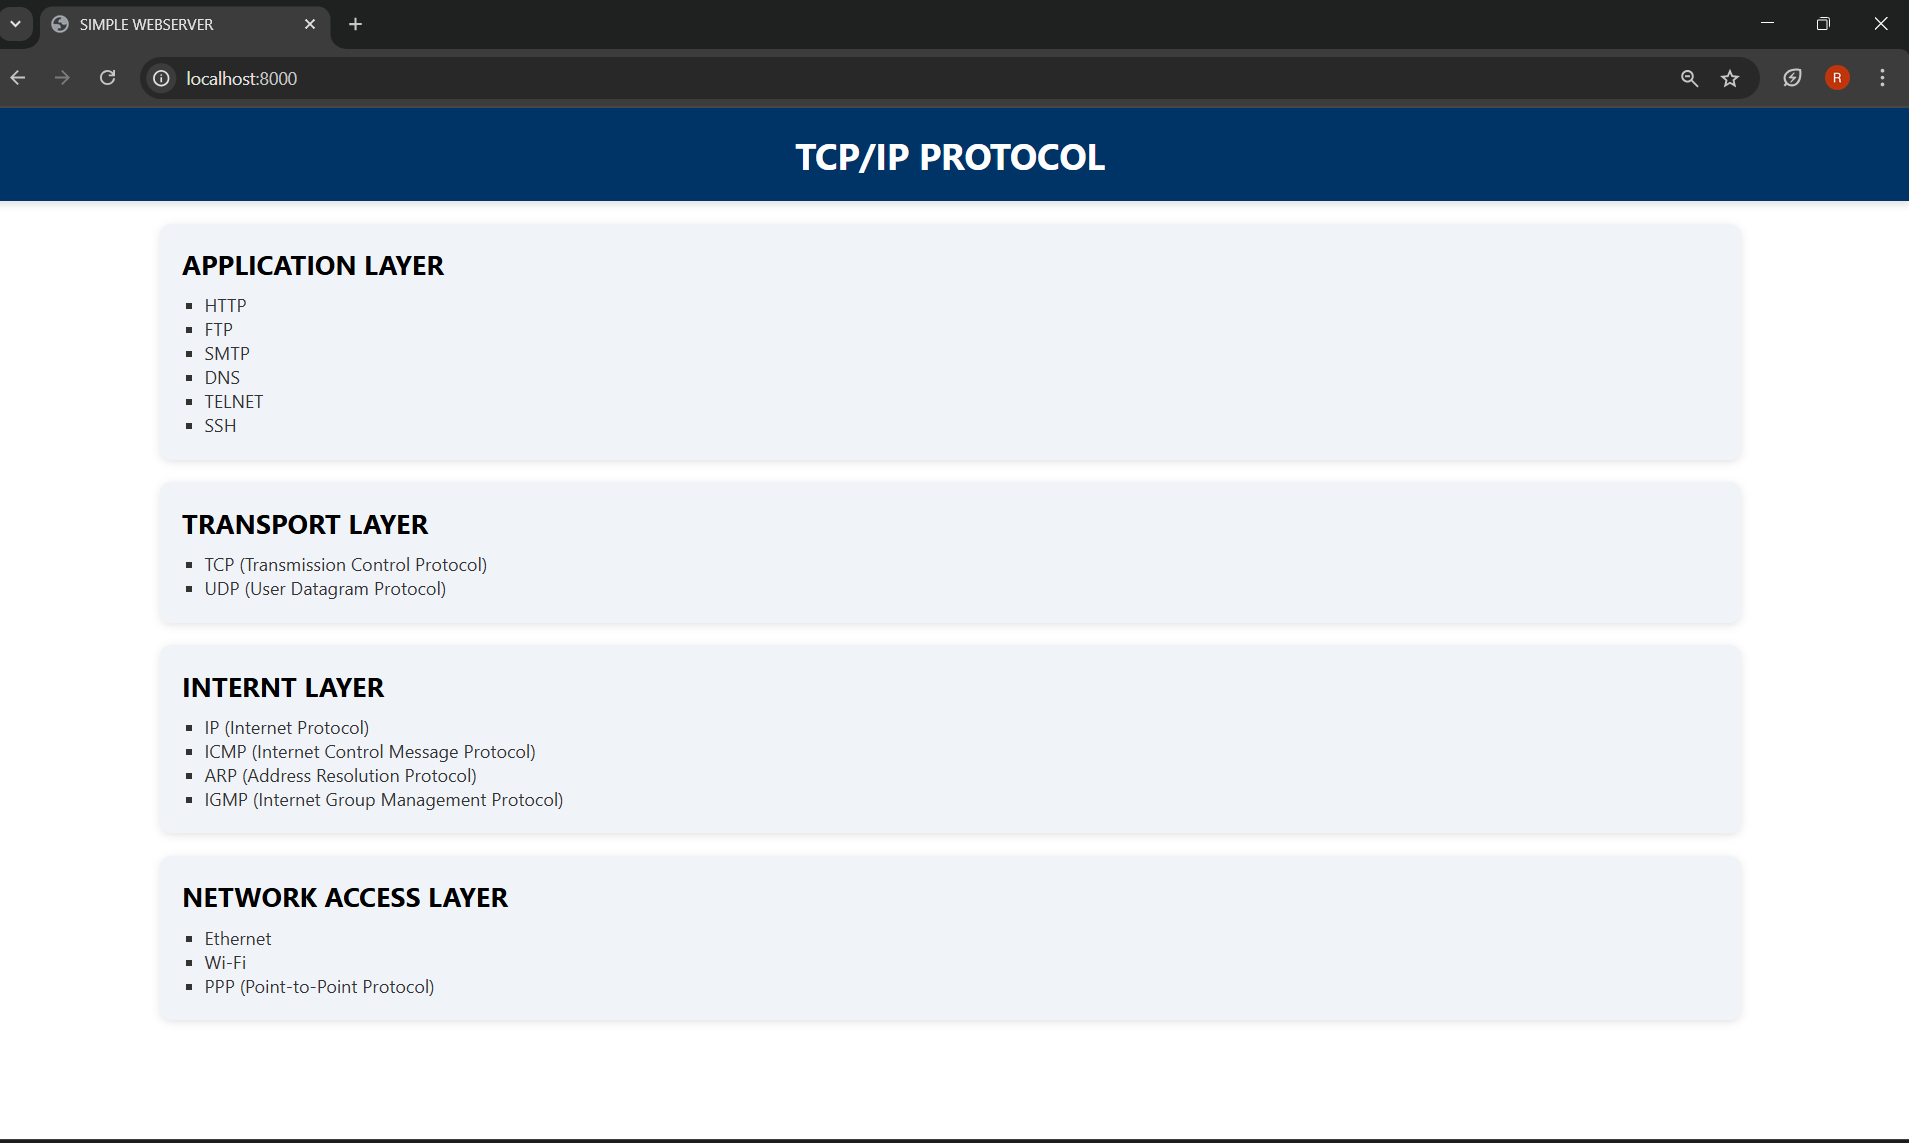 SIMPLE WEBSERVER
localhost:8000
R
TCP/IP PROTOCOL
APPLICATION LAYER
HTTP
FTP
SMTP
DNS
TELNET
SSH
TRANSPORT LAYER
TCP (Transmission Control Protocol)
UDP (User Datagram Protocol)
INTERNT LAYER
IP (Internet Protocol)
ICMP (Internet Control Message Protocol)
ARP (Address Resolution Protocol)
IGMP (Internet Group Management Protocol)
NETWORK ACCESS LAYER
Ethernet
Wi-Fi
PPP (Point-to-Point Protocol)